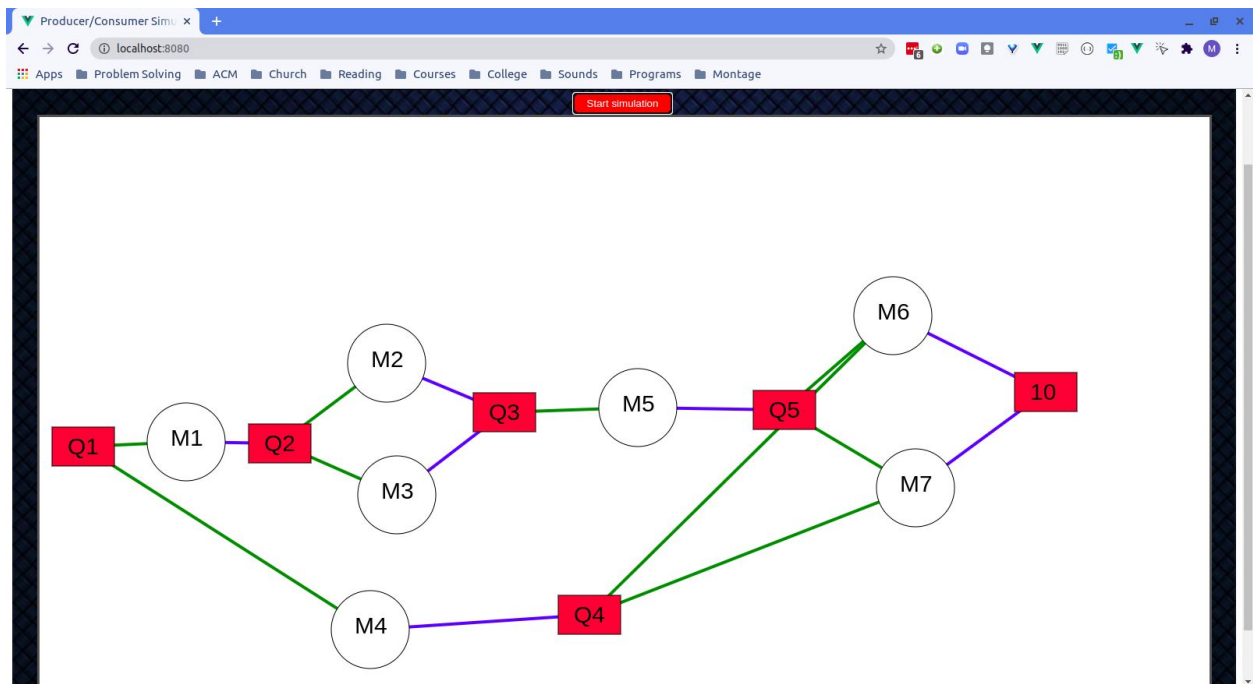 Producer/Consumer Simu
localhost:8080
6
M
Apps Problem Solving ACM Church Reading Courses College Sounds Programs Montage
Start simulation
M6
M2
10
M5
Q5
Q3
M1
Q2
Q1
M7
M3
Q4
M4